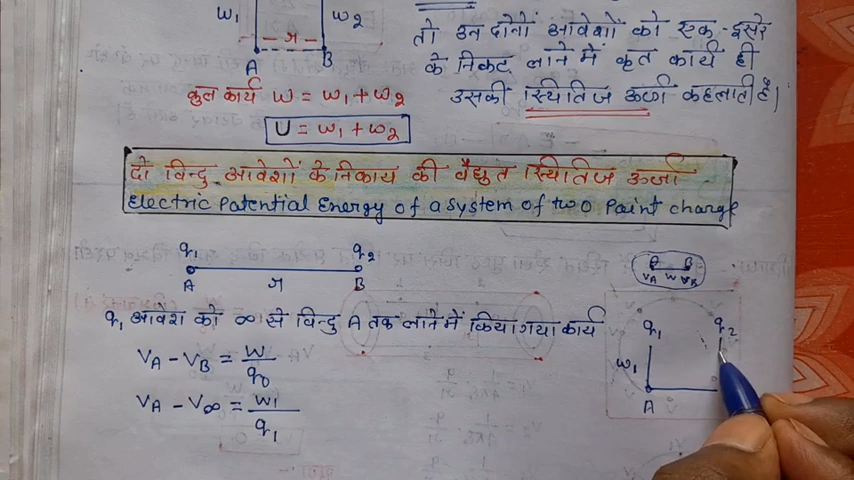 W₁ W₂
r
A B
तो उन दोनों आवेशों को एक-दूसरे
के निकट लाने में कृत कार्य ही
उसकी स्थितिज ऊर्जा कहलाती है।
कुल कार्य W = W₁ + W₂
U = W₁ + W₂
दो बिन्दु आवेशों के निकाय की वैद्युत स्थितिज ऊर्जा
Electric Potential Energy of a system of two Point charge
q₁ q₂
A r B
A B
V_A W V_B
q₁ आवेश को ∞ से बिन्दु A तक लाने में किया गया कार्य
V_A - V_B = W/q₀
V_A - V_∞ = W₁/q₁
q₁ q₂
W₁
A